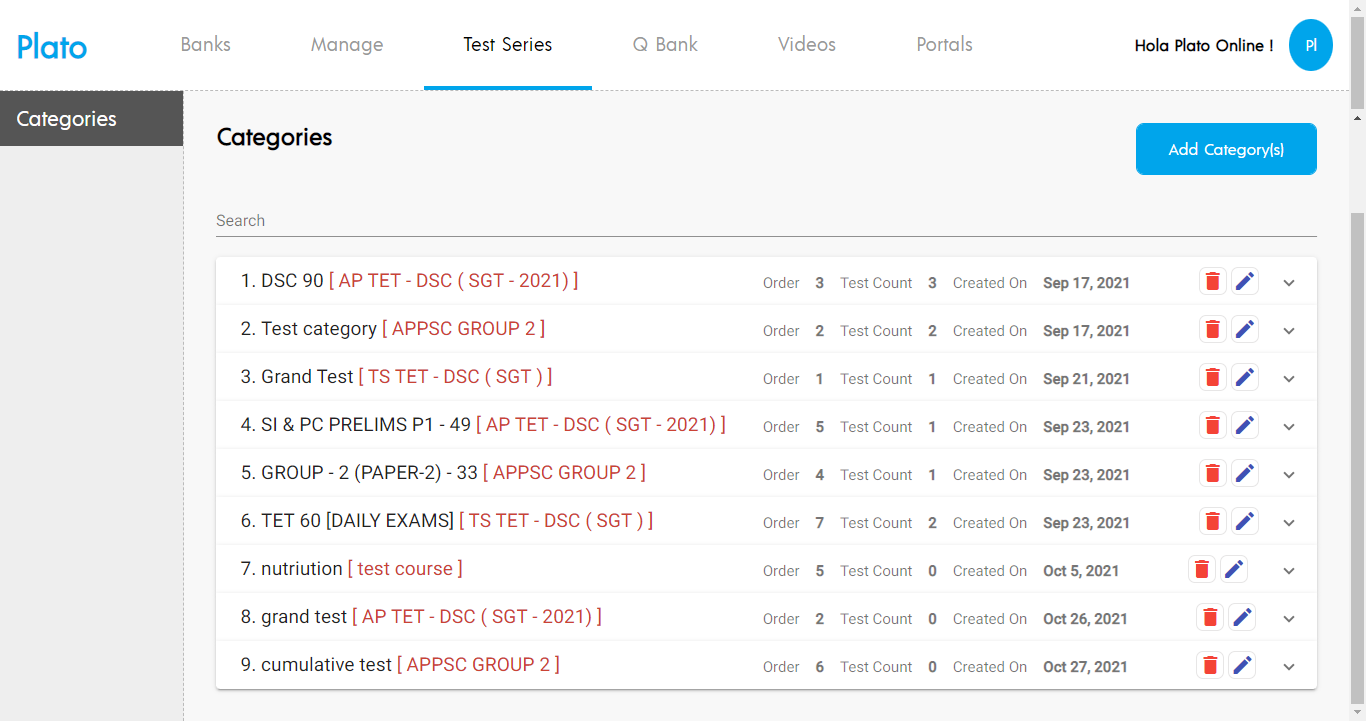 Plato Banks Manage Test Series Q Bank Videos Portals Hola Plato Online ! Pl
Categories
Categories
Add Category(s)
Search
1. DSC 90 [ AP TET - DSC ( SGT - 2021) ] Order 3 Test Count 3 Created On Sep 17, 2021
2. Test category [ APPSC GROUP 2 ] Order 2 Test Count 2 Created On Sep 17, 2021
3. Grand Test [ TS TET - DSC ( SGT ) ] Order 1 Test Count 1 Created On Sep 21, 2021
4. SI & PC PRELIMS P1 - 49 [ AP TET - DSC ( SGT - 2021) ] Order 5 Test Count 1 Created On Sep 23, 2021
5. GROUP - 2 (PAPER-2) - 33 [ APPSC GROUP 2 ] Order 4 Test Count 1 Created On Sep 23, 2021
6. TET 60 [DAILY EXAMS] [ TS TET - DSC ( SGT ) ] Order 7 Test Count 2 Created On Sep 23, 2021
7. nutriution [ test course ] Order 5 Test Count 0 Created On Oct 5, 2021
8. grand test [ AP TET - DSC ( SGT - 2021) ] Order 2 Test Count 0 Created On Oct 26, 2021
9. cumulative test [ APPSC GROUP 2 ] Order 6 Test Count 0 Created On Oct 27, 2021